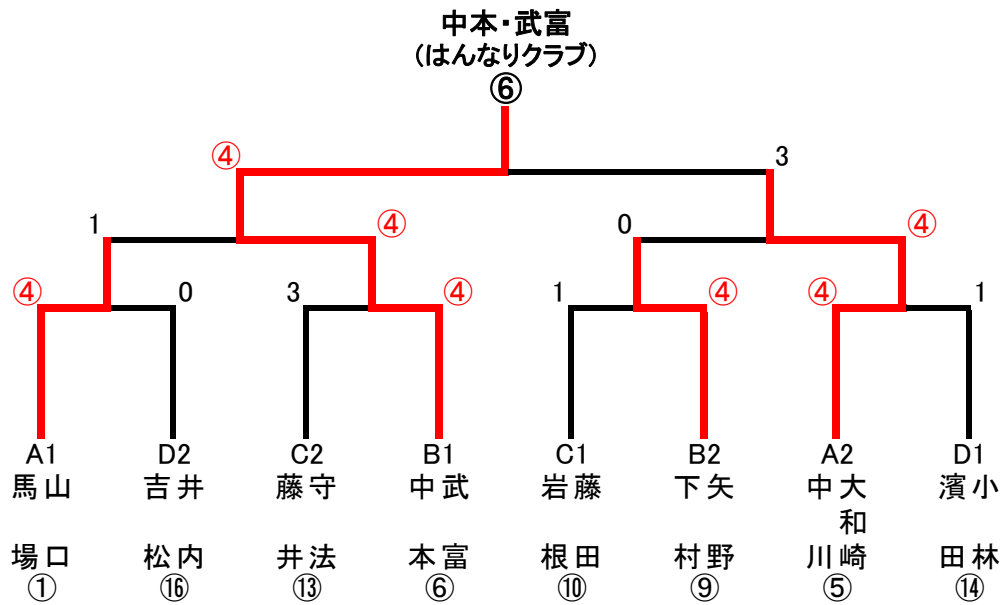 中本・武富
(はんなりクラブ)
⑥
④ 3
1 ④ 0 ④
④ 0 3 ④ 1 ④ ④ 1
A1 D2 C2 B1 C1 B2 A2 D1
馬山 吉井 藤守 中武 岩藤 下矢 中大 濱小
和
場口 松内 井法 本富 根田 村野 川崎 田林
① ⑯ ⑬ ⑥ ⑩ ⑨ ⑤ ⑭